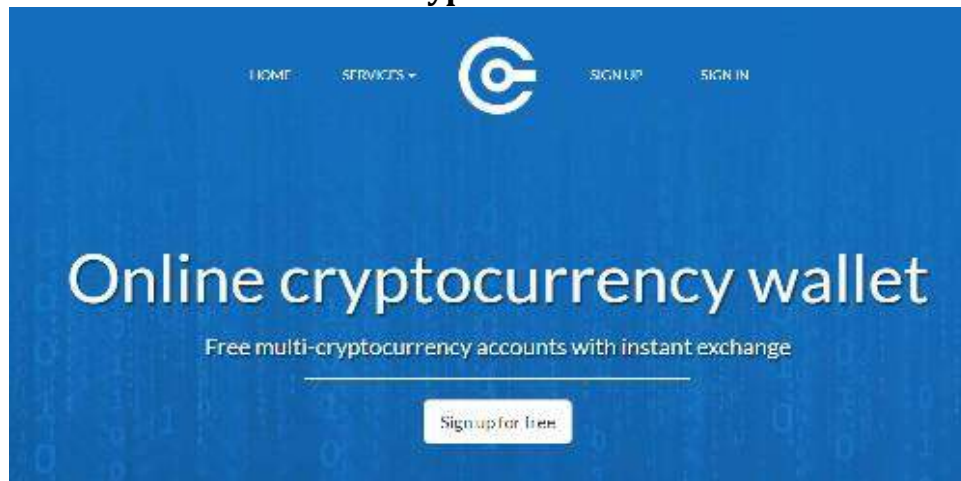 HOME SERVICES SIGN UP SIGN IN
Online cryptocurrency wallet
Free multi-cryptocurrency accounts with instant exchange
Sign up for free